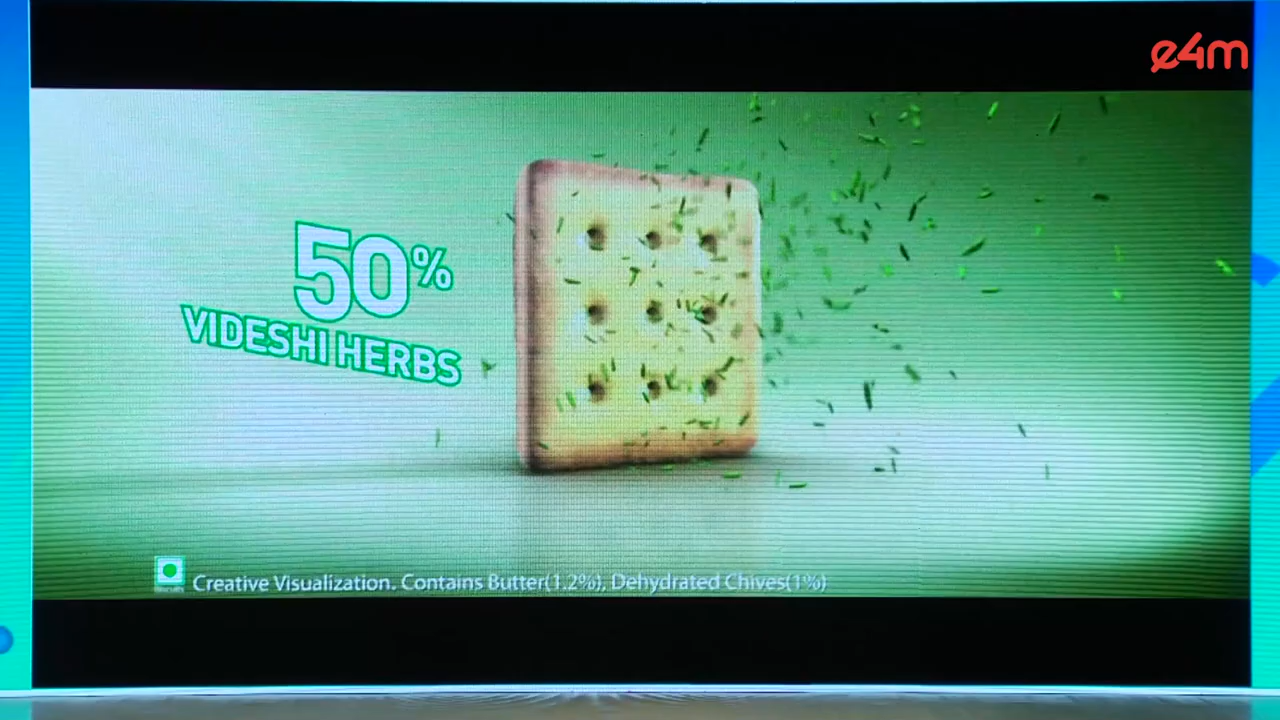 e4m
50%
VIDESHI HERBS
Creative Visualization. Contains Butter(1.2%), Dehydrated Chives(1%)